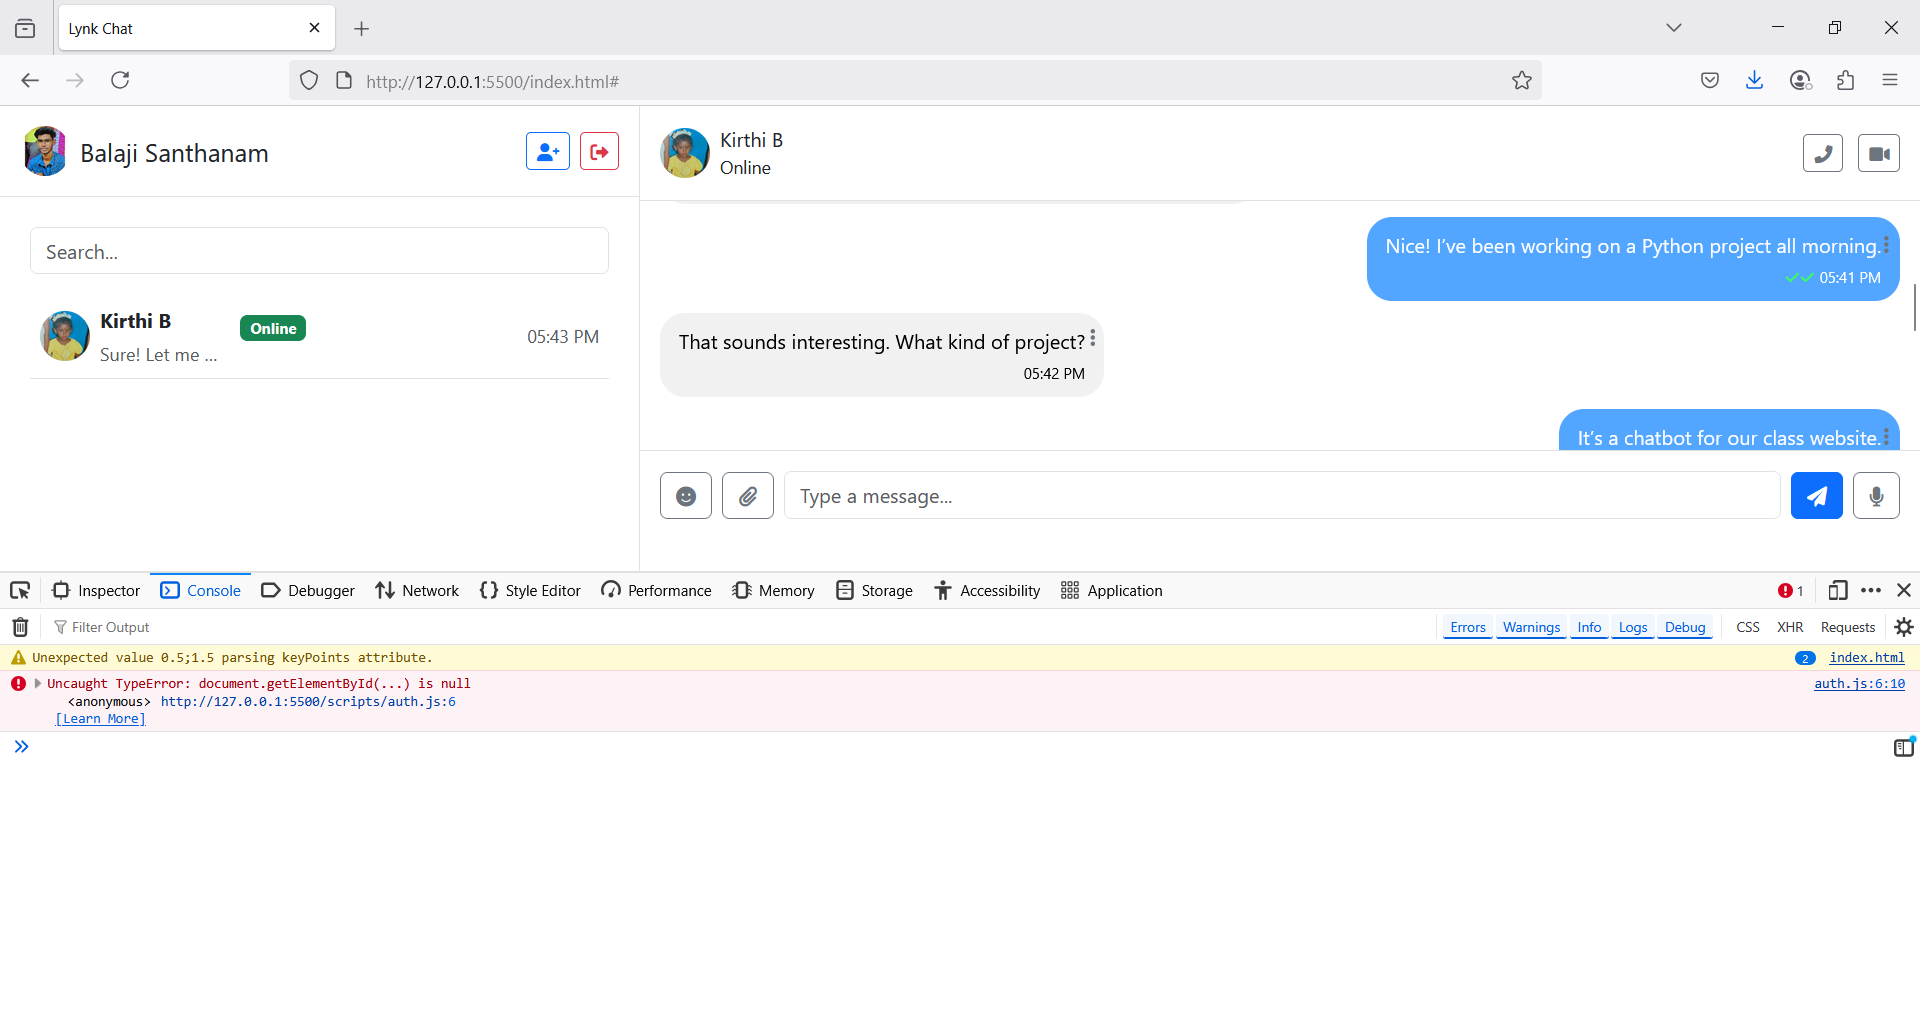 Lynk Chat
http://127.0.0.1:5500/index.html#
Balaji Santhanam
Search...
Kirthi B
Online
05:43 PM
Sure! Let me ...
Kirthi B
Online
Nice! I’ve been working on a Python project all morning.
05:41 PM
That sounds interesting. What kind of project?
05:42 PM
It’s a chatbot for our class website.
Type a message...
Inspector Console Debugger Network Style Editor Performance Memory Storage Accessibility Application 1
Filter Output Errors Warnings Info Logs Debug CSS XHR Requests
Unexpected value 0.5;1.5 parsing keyPoints attribute. 2 index.html
Uncaught TypeError: document.getElementById(...) is null auth.js:6:10
<anonymous> http://127.0.0.1:5500/scripts/auth.js:6
[Learn More]